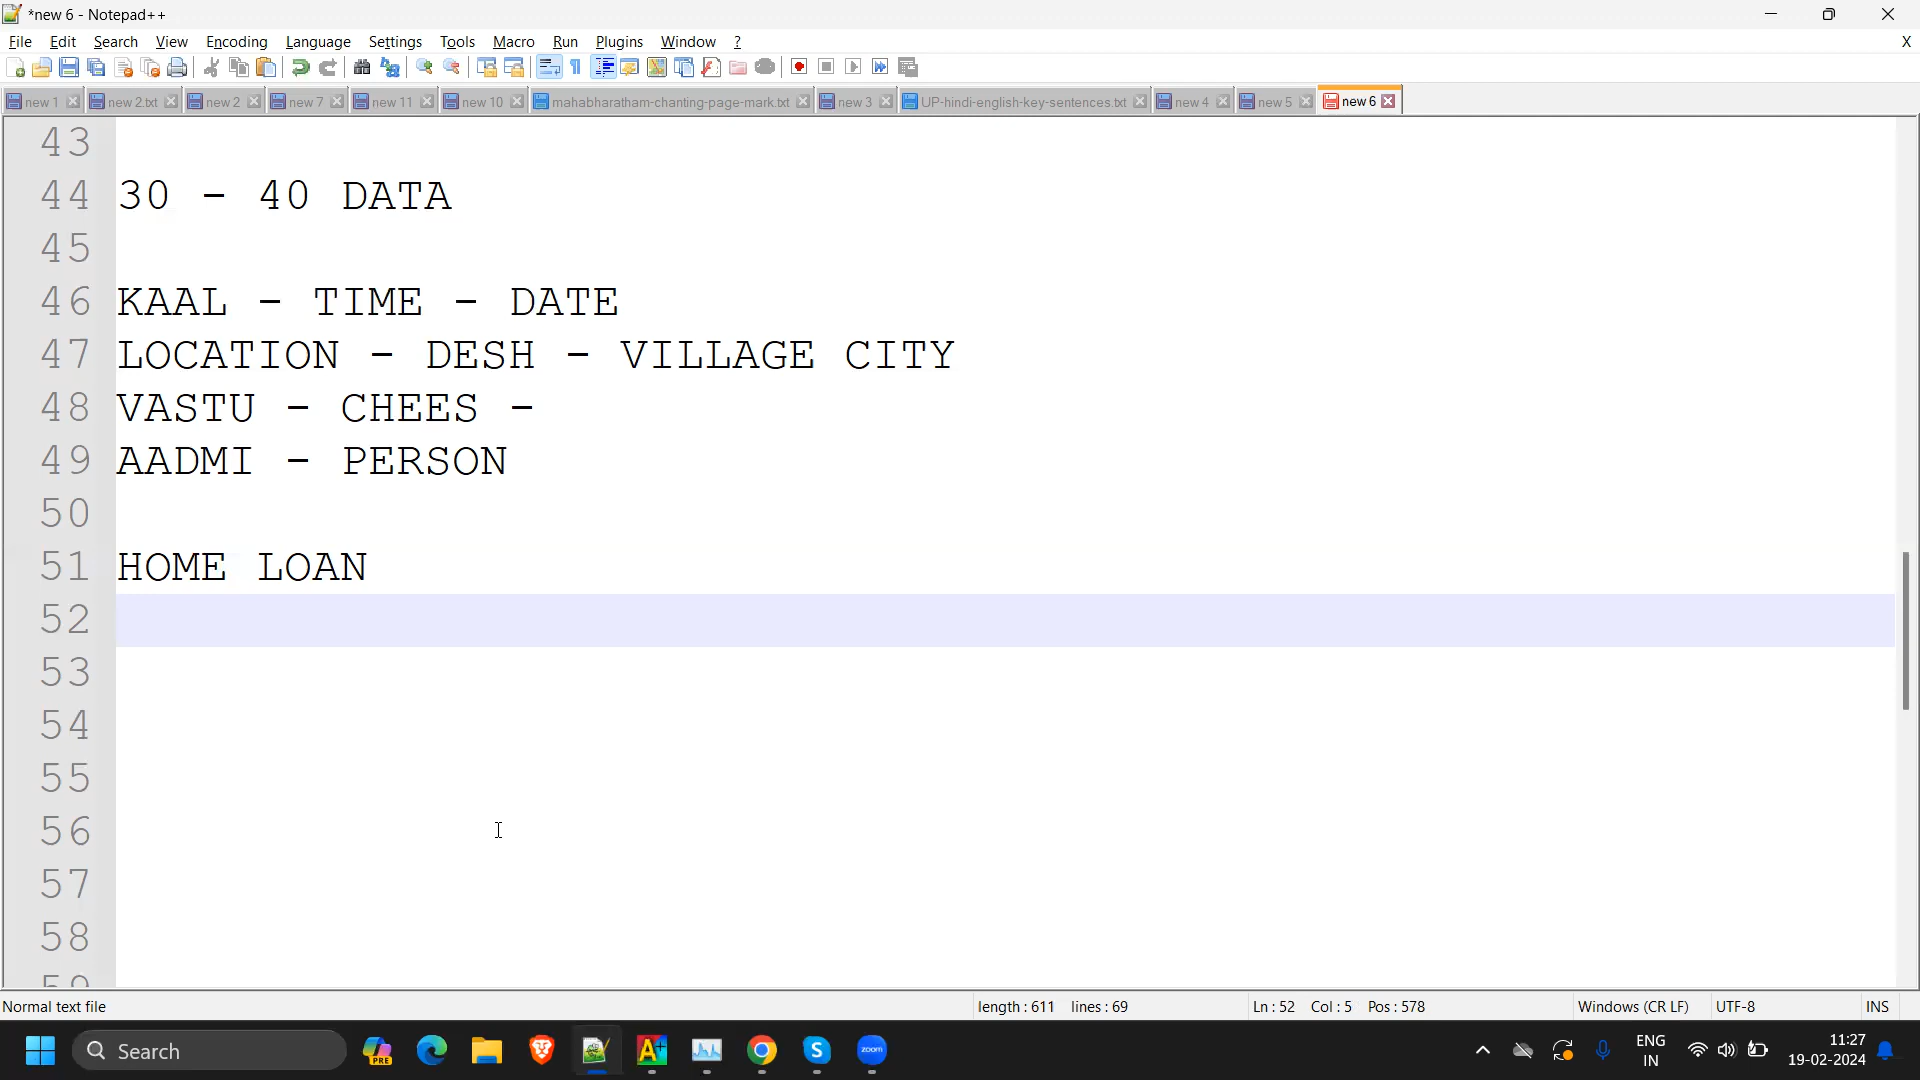 *new 6 - Notepad++
File Edit Search View Encoding Language Settings Tools Macro Run Plugins Window ? X
new 1 new 2.txt new 2 new 7 new 11 new 10 mahabharatham-chanting-page-mark.txt new 3 UP-hindi-english-key-sentences.txt new 4 new 5 new 6
43
44 30 - 40 DATA
45
46 KAAL - TIME - DATE
47 LOCATION - DESH - VILLAGE CITY
48 VASTU - CHEES -
49 AADMI - PERSON
50
51 HOME LOAN
52
53
54
55
56
57
58
59
Normal text file length : 611 lines : 69 Ln : 52 Col : 5 Pos : 578 Windows (CR LF) UTF-8 INS
Search PRE zoom ENG IN 11:27 19-02-2024